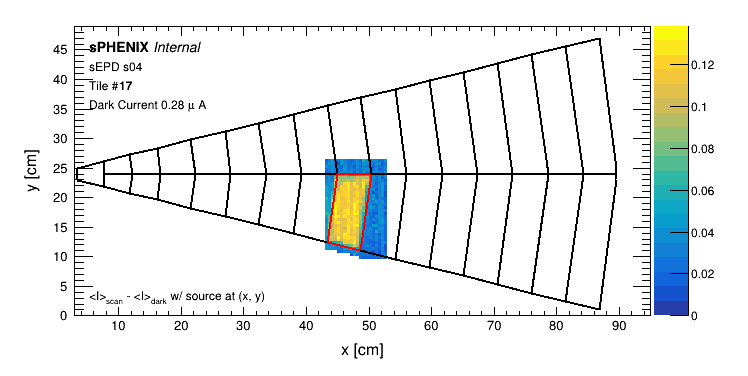 sPHENIX Internal
sEPD s04
Tile #17
Dark Current 0.28 μ A
<I>scan - <I>dark w/ source at (x, y)
y [cm]
45
40
35
30
25
20
15
10
5
0
10 20 30 40 50 60 70 80 90
x [cm]
0.12
0.1
0.08
0.06
0.04
0.02
0